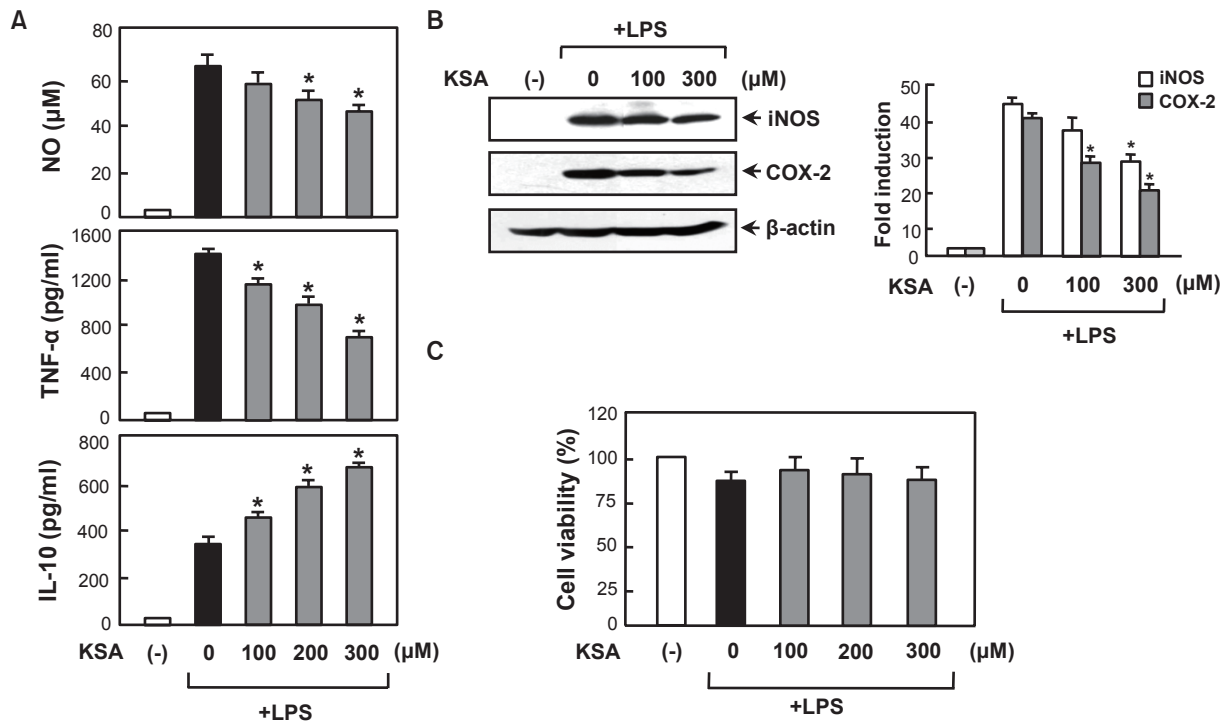 A
80
60
40
20
0
NO (μM)
*
*
1600
1200
800
400
0
TNF-α (pg/ml)
*
*
*
800
600
400
200
0
IL-10 (pg/ml)
*
*
*
KSA (-) 0 100 200 300 (μM)
+LPS
B
+LPS
KSA (-) 0 100 300 (μM)
iNOS
COX-2
β-actin
iNOS
COX-2
50
40
30
20
10
0
Fold induction
*
*
*
KSA (-) 0 100 300 (μM)
+LPS
C
120
100
75
50
25
0
Cell viability (%)
KSA (-) 0 100 200 300 (μM)
+LPS